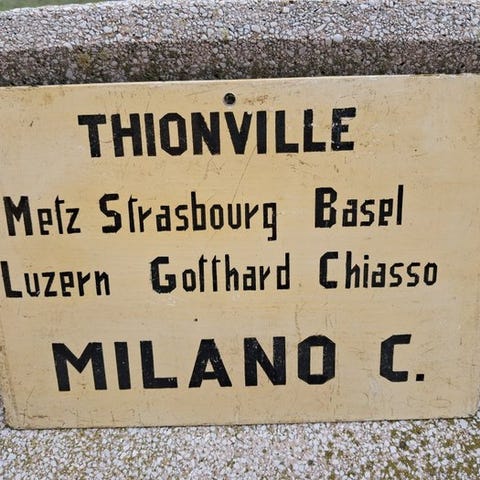 THIONVILLE
Metz Strasbourg Basel
Luzern Gotthard Chiasso
MILANO C.